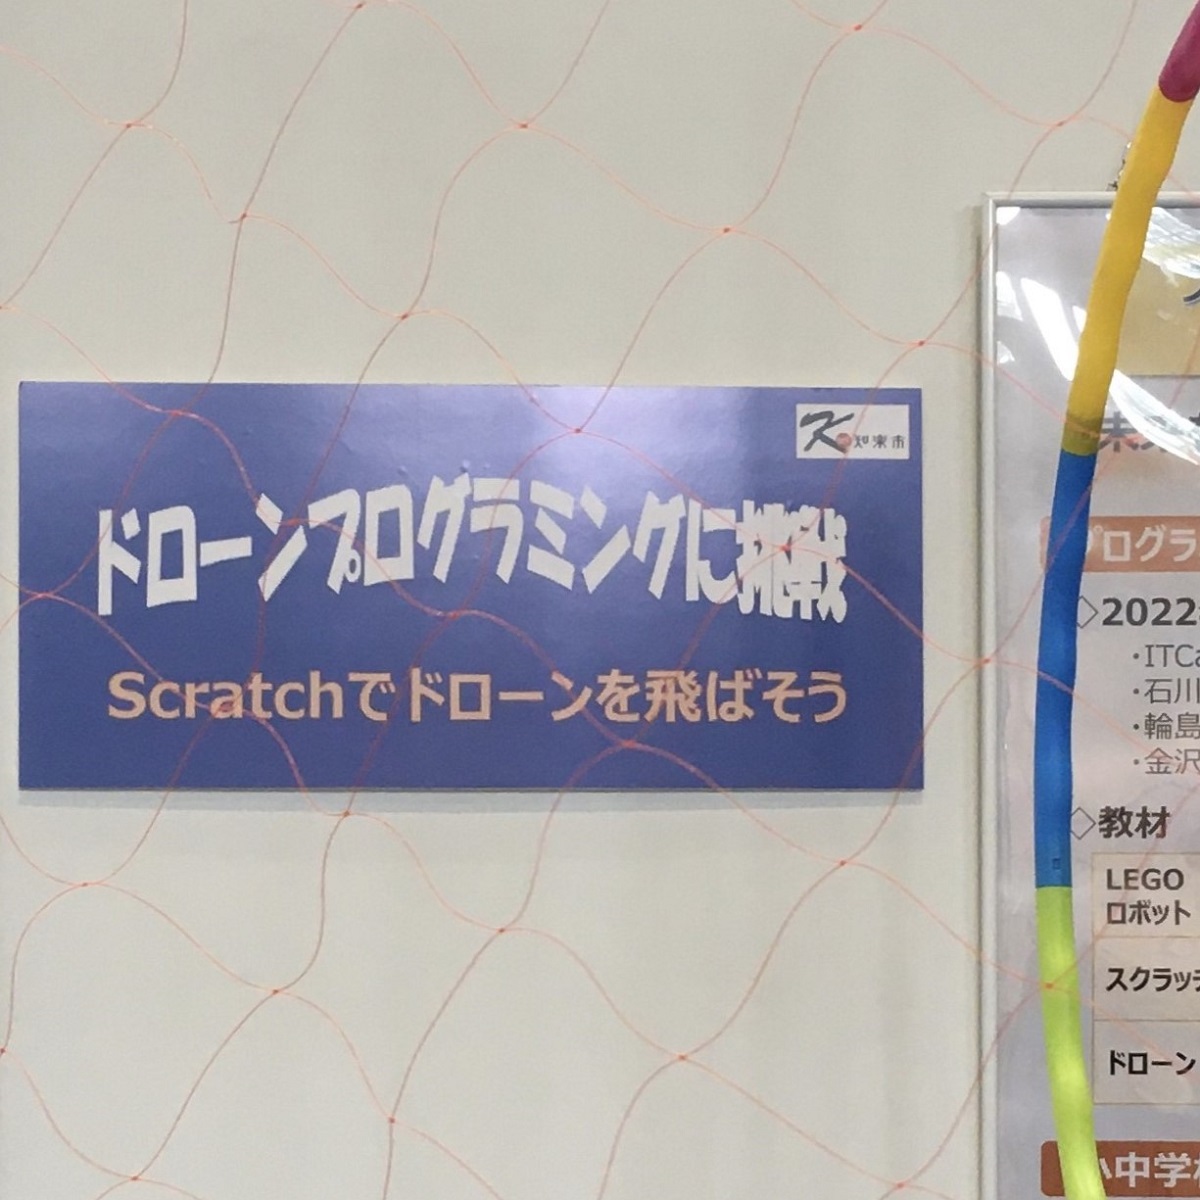 知来市
ドローンプログラミングに挑戦
Scratchでドローンを飛ばそう
プログラ
◇2022
・ITCa
・石川
・輪島
・金沢
◇教材
LEGO
ロボット
スクラッチ
ドローン
小中学校